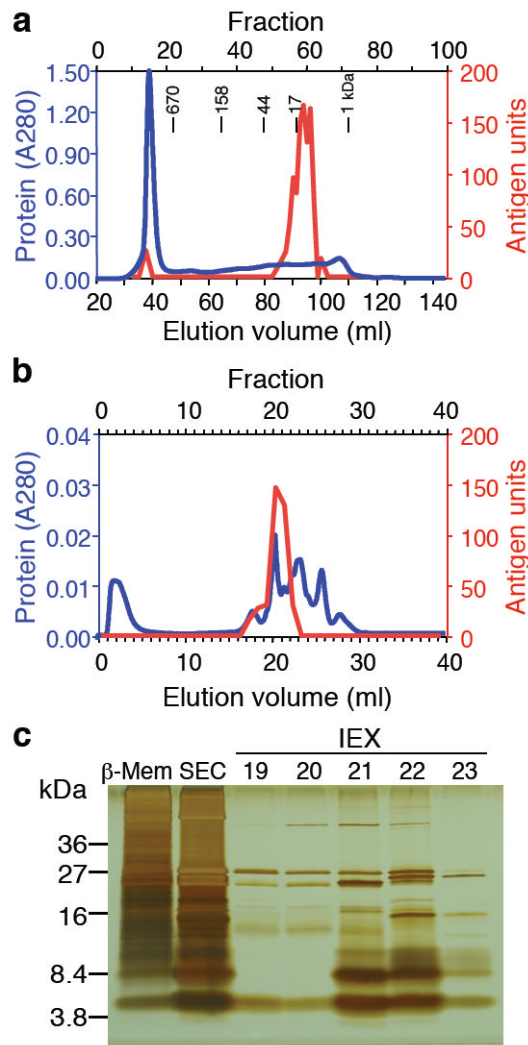 a
Fraction
0 20 40 60 80 100
1.50 1.20 0.90 0.60 0.30 0.00
Protein (A280)
670 158 44 17 1 kDa
200 150 100 50 0
Antigen units
20 40 60 80 100 120 140
Elution volume (ml)
b
Fraction
0 10 20 30 40
0.04 0.03 0.02 0.01 0.00
Protein (A280)
200 150 100 50 0
Antigen units
0 10 20 30 40
Elution volume (ml)
c
IEX
β-Mem SEC 19 20 21 22 23
kDa
36
27
16
8.4
3.8